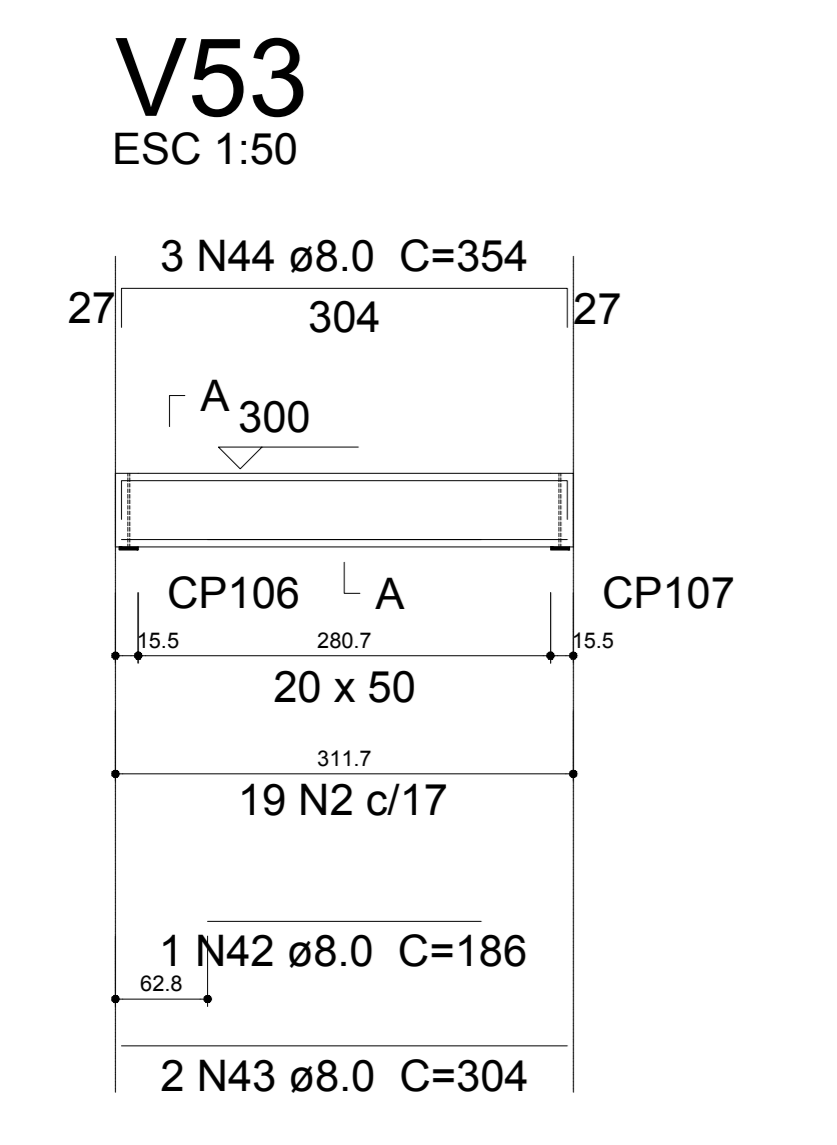 V53
ESC 1:50
3 N44 ø8.0 C=354
27 304 27
A
300
CP106 A CP107
15.5 280.7 15.5
20 x 50
311.7
19 N2 c/17
1 N42 ø8.0 C=186
62.8
2 N43 ø8.0 C=304